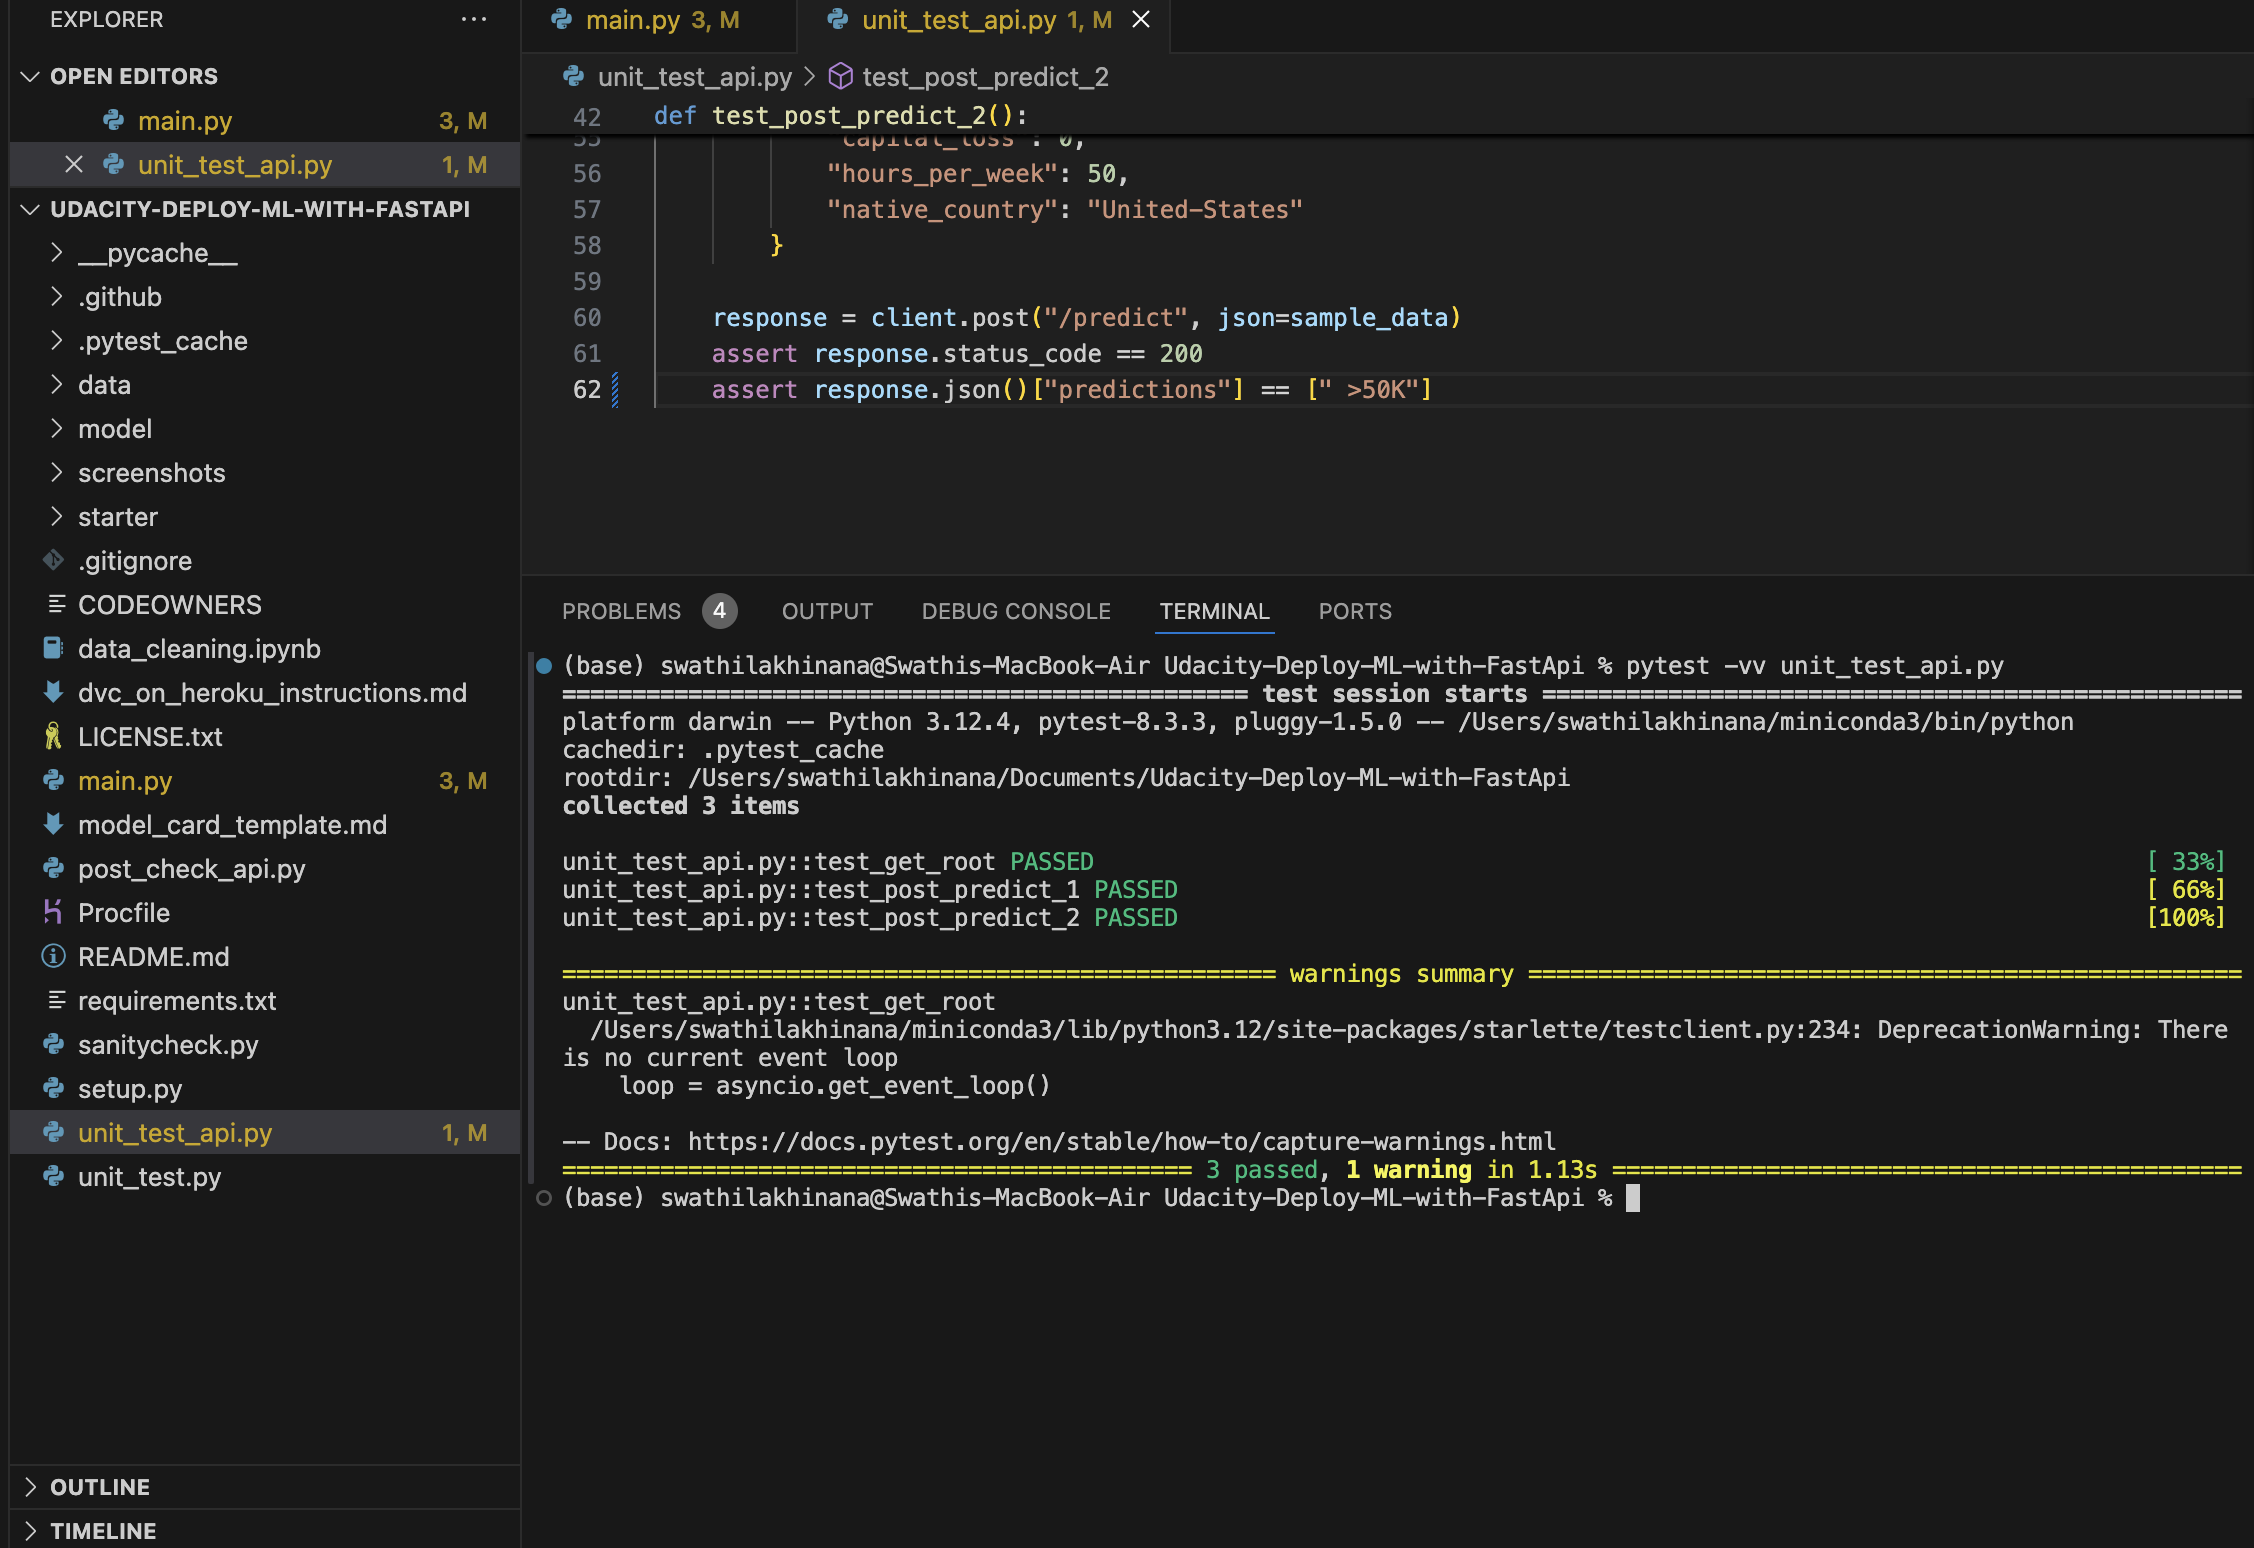 EXPLORER
OPEN EDITORS
main.py 3, M
unit_test_api.py 1, M
UDACITY-DEPLOY-ML-WITH-FASTAPI
__pycache__
.github
.pytest_cache
data
model
screenshots
starter
.gitignore
CODEOWNERS
data_cleaning.ipynb
dvc_on_heroku_instructions.md
LICENSE.txt
main.py 3, M
model_card_template.md
post_check_api.py
Procfile
README.md
requirements.txt
sanitycheck.py
setup.py
unit_test_api.py 1, M
unit_test.py
OUTLINE
TIMELINE
main.py 3, M unit_test_api.py 1, M
unit_test_api.py > test_post_predict_2
42 def test_post_predict_2():
55 "capital_loss": 0,
56 "hours_per_week": 50,
57 "native_country": "United-States"
58 }
59
60 response = client.post("/predict", json=sample_data)
61 assert response.status_code == 200
62 assert response.json()["predictions"] == [" >50K"]
PROBLEMS 4 OUTPUT DEBUG CONSOLE TERMINAL PORTS
(base) swathilakhinana@Swathis-MacBook-Air Udacity-Deploy-ML-with-FastApi % pytest -vv unit_test_api.py
================================================= test session starts ==================================================
platform darwin -- Python 3.12.4, pytest-8.3.3, pluggy-1.5.0 -- /Users/swathilakhinana/miniconda3/bin/python
cachedir: .pytest_cache
rootdir: /Users/swathilakhinana/Documents/Udacity-Deploy-ML-with-FastApi
collected 3 items
unit_test_api.py::test_get_root PASSED [ 33%]
unit_test_api.py::test_post_predict_1 PASSED [ 66%]
unit_test_api.py::test_post_predict_2 PASSED [100%]
=================================================== warnings summary ===================================================
unit_test_api.py::test_get_root
/Users/swathilakhinana/miniconda3/lib/python3.12/site-packages/starlette/testclient.py:234: DeprecationWarning: There
is no current event loop
loop = asyncio.get_event_loop()
-- Docs: https://docs.pytest.org/en/stable/how-to/capture-warnings.html
============================================= 3 passed, 1 warning in 1.13s =============================================
(base) swathilakhinana@Swathis-MacBook-Air Udacity-Deploy-ML-with-FastApi %